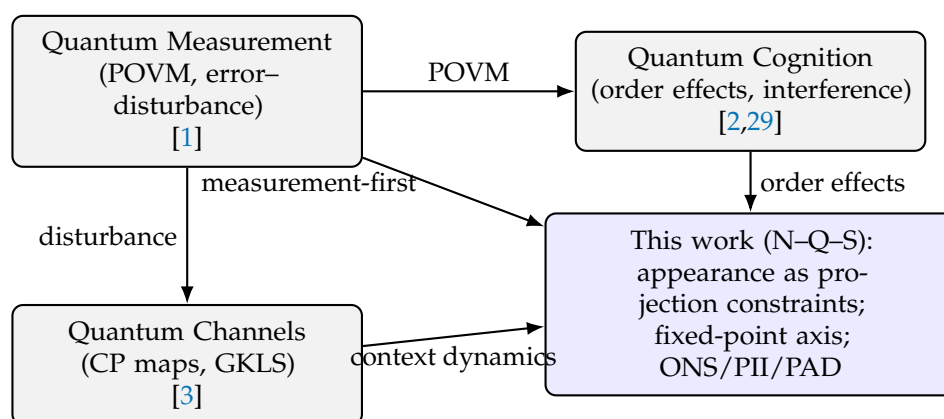 Quantum Measurement
(POVM, error–
disturbance)
[1]
POVM
Quantum Cognition
(order effects, interference)
[2,29]
measurement-first
order effects
disturbance
This work (N–Q–S):
appearance as pro-
jection constraints;
fixed-point axis;
ONS/PII/PAD
Quantum Channels
(CP maps, GKLS)
[3]
context dynamics